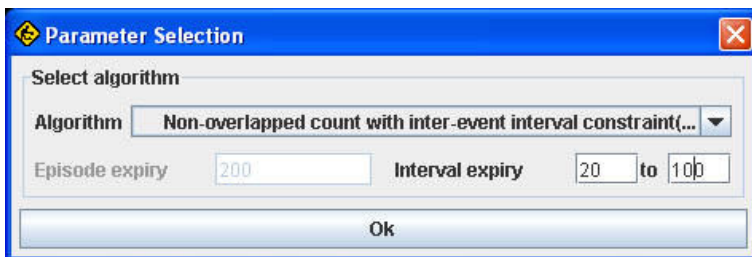 Parameter Selection
Select algorithm
Algorithm Non-overlapped count with inter-event interval constraint(...
Episode expiry 200 Interval expiry 20 to 100
Ok